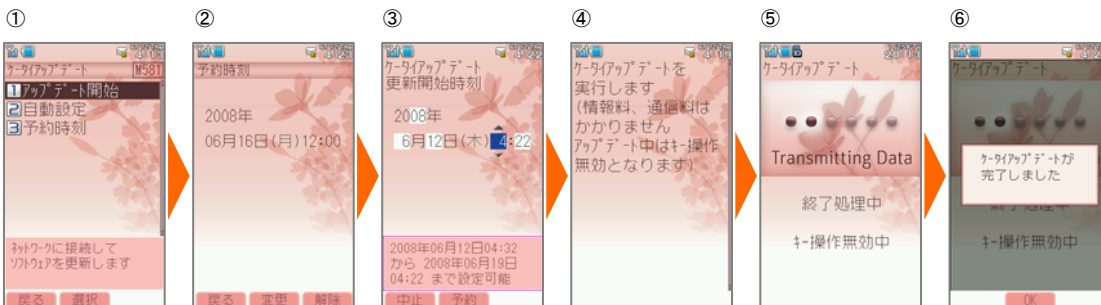 ①
ケータイアップデート M581
1アップデート開始
2自動設定
3予約時刻
ネットワークに接続して
ソフトウェアを更新します
戻る 選択
②
予約時刻
2008年
06月16日(月)12:00
戻る 変更 解除
③
ケータイアップデート
更新開始時刻
2008年
6月12日(木) 4:22
2008年06月12日04:32
から 2008年06月19日
04:22 まで設定可能
中止 予約
④
ケータイアップデートを
実行します
(情報料、通信料は
かかりません
アップデート中はキー操作
無効となります)
⑤
ケータイアップデート
Transmitting Data
終了処理中
キー操作無効中
⑥
ケータイアップデート
ケータイアップデートが
完了しました
終了処理中
キー操作無効中
OK